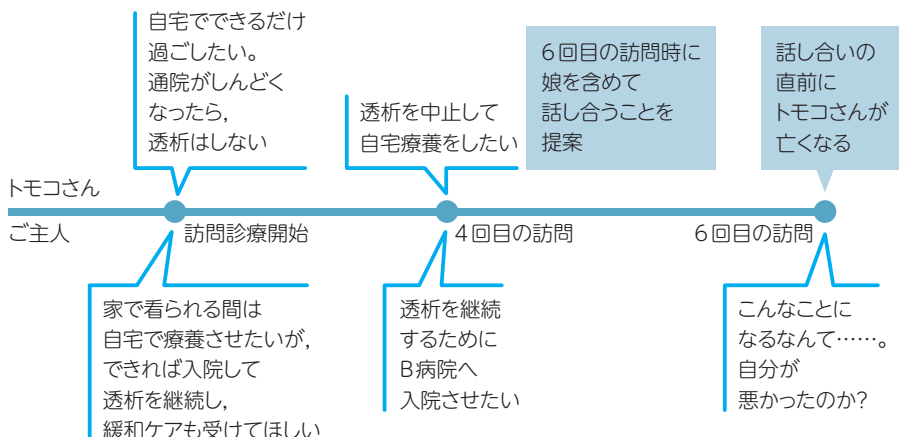 自宅でできるだけ
過ごしたい。
通院がしんどく
なったら，
透析はしない
透析を中止して
自宅療養をしたい
6回目の訪問時に
娘を含めて
話し合うことを
提案
話し合いの
直前に
トモコさんが
亡くなる
トモコさん
ご主人
訪問診療開始
4回目の訪問
6回目の訪問
家で看られる間は
自宅で療養させたいが，
できれば入院して
透析を継続し，
緩和ケアも受けてほしい
透析を継続
するために
B病院へ
入院させたい
こんなことに
なるなんて……。
自分が
悪かったのか?